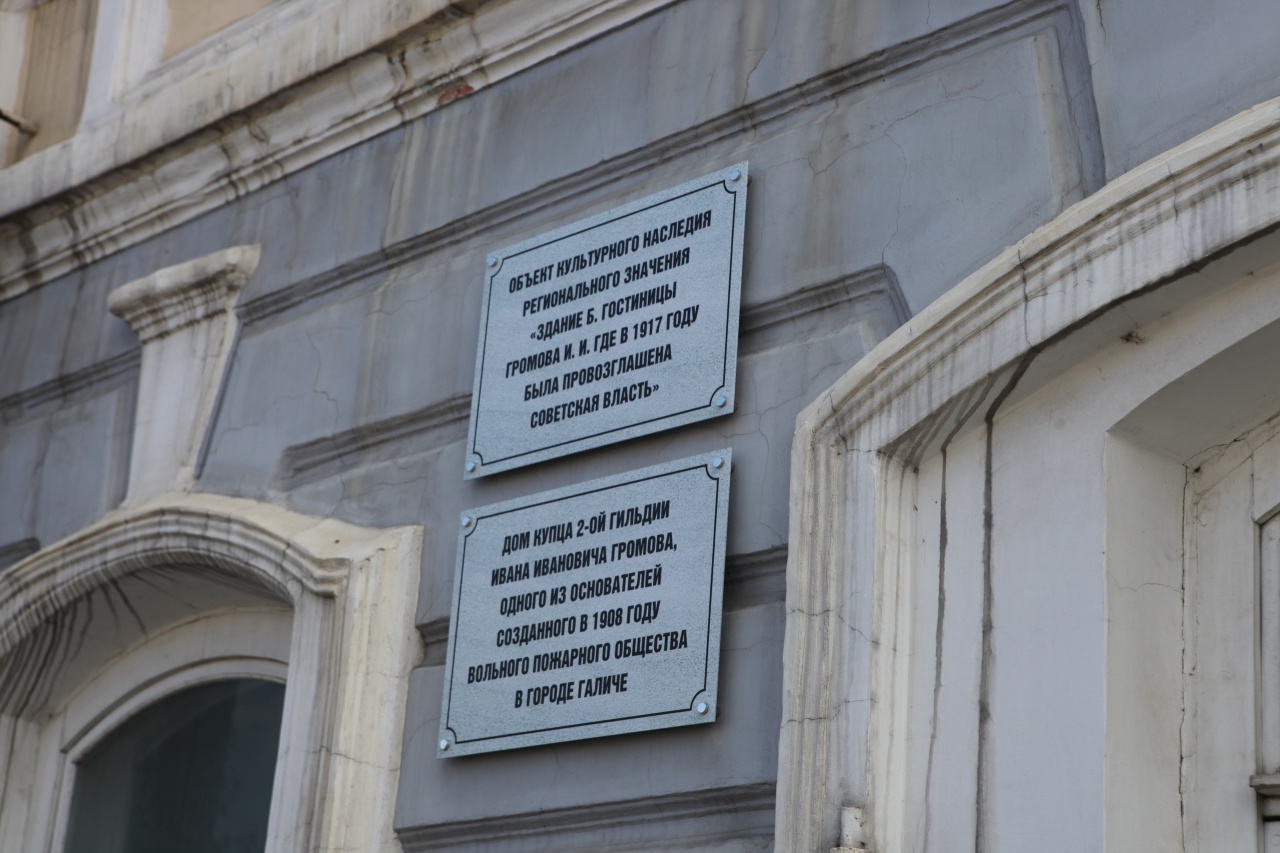 ОБЪЕКТ КУЛЬТУРНОГО НАСЛЕДИЯ
РЕГИОНАЛЬНОГО ЗНАЧЕНИЯ
«ЗДАНИЕ Б. ГОСТИНИЦЫ
ГРОМОВА И. И. ГДЕ В 1917 ГОДУ
БЫЛА ПРОВОЗГЛАШЕНА
СОВЕТСКАЯ ВЛАСТЬ»
ДОМ КУПЦА 2-ОЙ ГИЛЬДИИ
ИВАНА ИВАНОВИЧА ГРОМОВА,
ОДНОГО ИЗ ОСНОВАТЕЛЕЙ
СОЗДАННОГО В 1908 ГОДУ
ВОЛЬНОГО ПОЖАРНОГО ОБЩЕСТВА
В ГОРОДЕ ГАЛИЧЕ